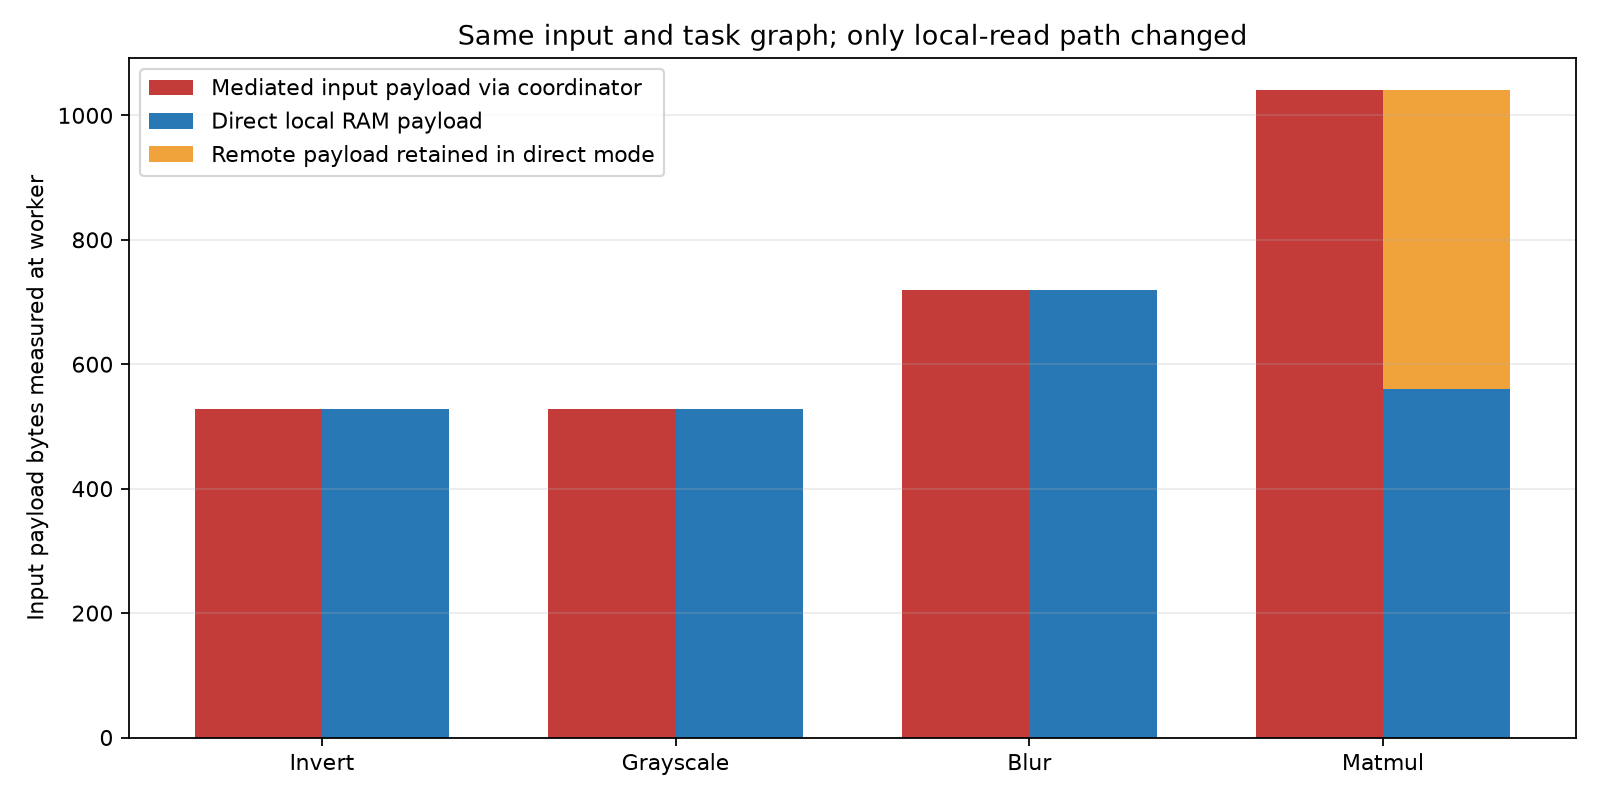 Same input and task graph; only local-read path changed
Mediated input payload via coordinator
Direct local RAM payload
Remote payload retained in direct mode
Input payload bytes measured at worker
1000
800
600
400
200
0
Invert
Grayscale
Blur
Matmul